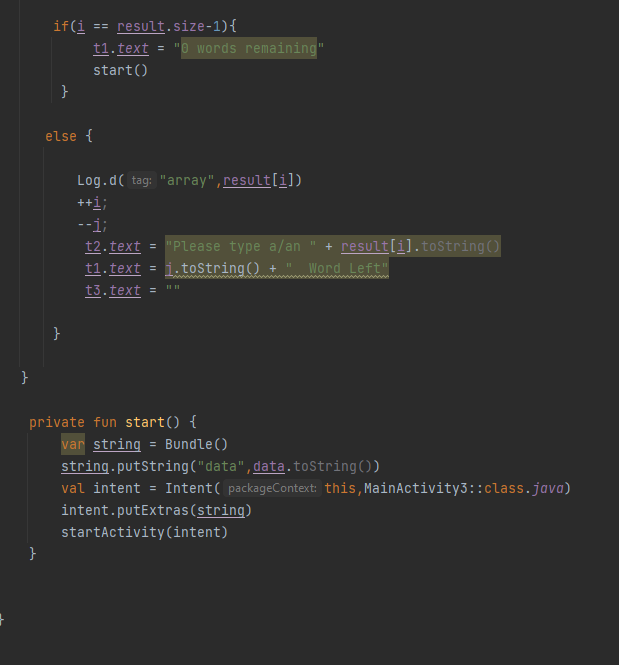 if(i == result.size-1){
t1.text = "0 words remaining"
start()
}
else {
Log.d( tag: "array",result[i])
++i;
--j;
t2.text = "Please type a/an " + result[i].toString()
t1.text = j.toString() + "  Word Left"
t3.text = ""
}
}
private fun start() {
var string = Bundle()
string.putString("data",data.toString())
val intent = Intent( packageContext: this,MainActivity3::class.java)
intent.putExtras(string)
startActivity(intent)
}
}